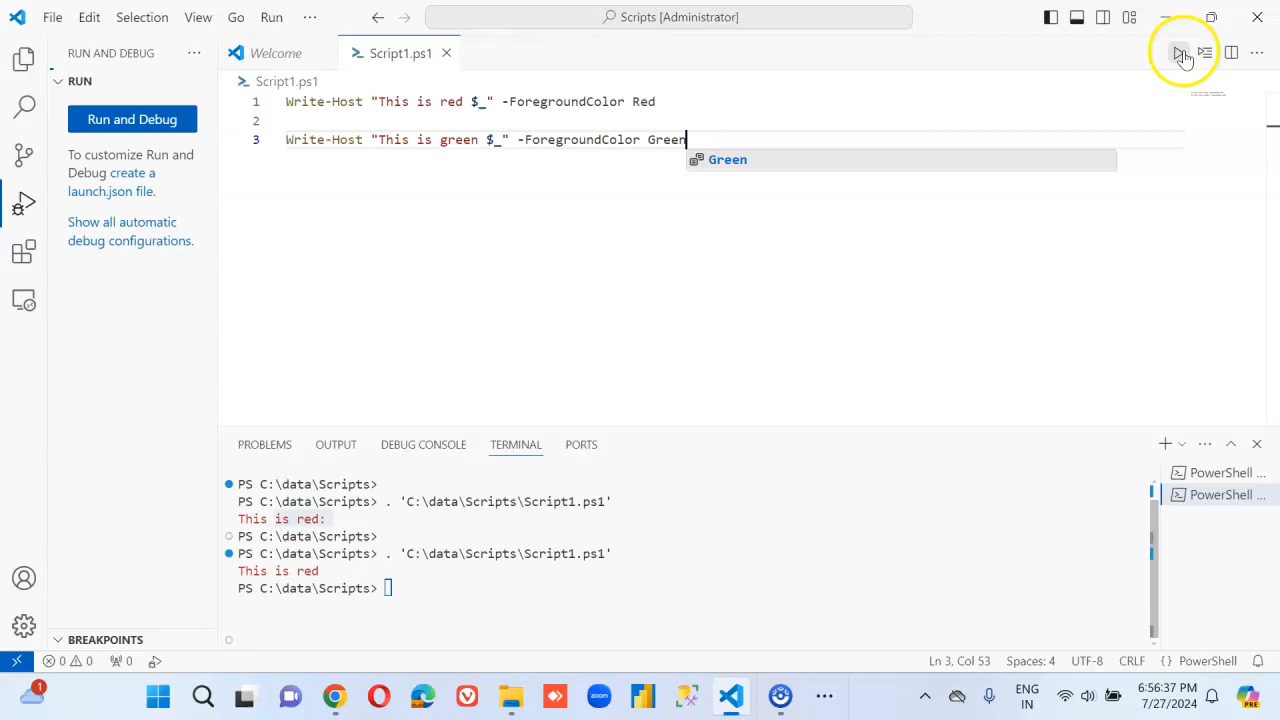 File Edit Selection View Go Run ··· Scripts [Administrator]
RUN AND DEBUG ··· Welcome Script1.ps1
RUN
Script1.ps1
Run and Debug
To customize Run and
Debug create a
launch.json file.
Show all automatic
debug configurations.
1 Write-Host "This is red $_" -ForegroundColor Red
2
3 Write-Host "This is green $_" -ForegroundColor Green
Green
PROBLEMS OUTPUT DEBUG CONSOLE TERMINAL PORTS
PS C:\data\Scripts>
PS C:\data\Scripts> . 'C:\data\Scripts\Script1.ps1'
This is red:
PS C:\data\Scripts>
PS C:\data\Scripts> . 'C:\data\Scripts\Script1.ps1'
This is red
PS C:\data\Scripts>
PowerShell ...
PowerShell ...
BREAKPOINTS
0 0 0 Ln 3, Col 53 Spaces: 4 UTF-8 CRLF { } PowerShell
1 zoom ENG
IN
6:56:37 PM
7/27/2024
PRE